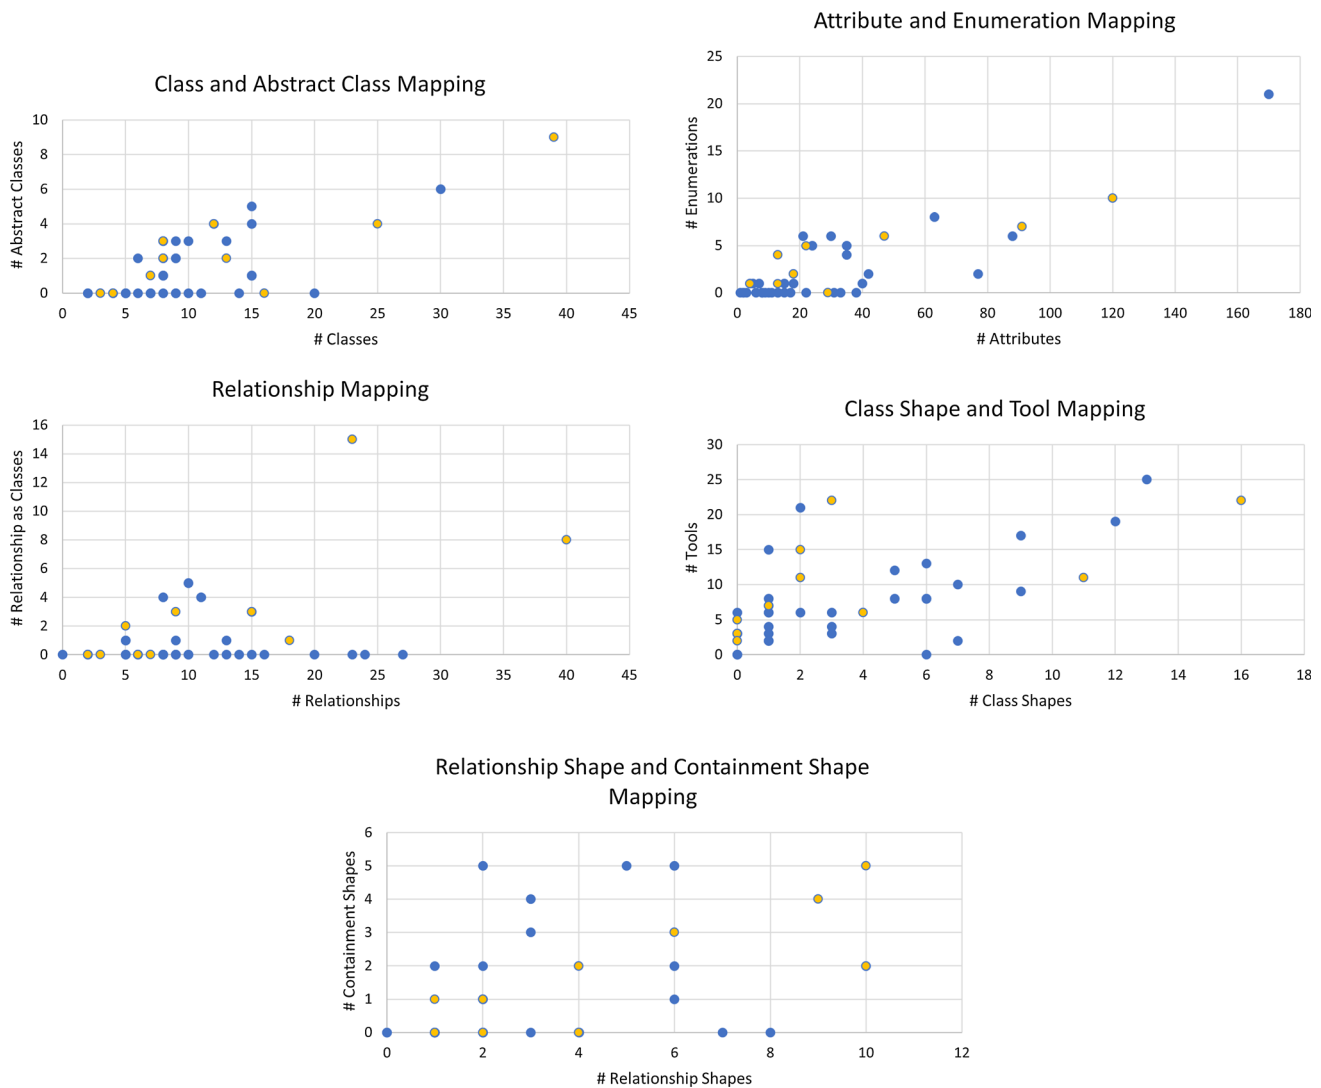 Class and Abstract Class Mapping
# Abstract Classes
10
8
6
4
2
0
0 5 10 15 20 25 30 35 40 45
# Classes
Attribute and Enumeration Mapping
# Enumerations
25
20
15
10
5
0
0 20 40 60 80 100 120 140 160 180
# Attributes
Relationship Mapping
# Relationship as Classes
16
14
12
10
8
6
4
2
0
0 5 10 15 20 25 30 35 40 45
# Relationships
Class Shape and Tool Mapping
# Tools
30
25
20
15
10
5
0
0 2 4 6 8 10 12 14 16 18
# Class Shapes
Relationship Shape and Containment Shape
Mapping
# Containment Shapes
6
5
4
3
2
1
0
0 2 4 6 8 10 12
# Relationship Shapes